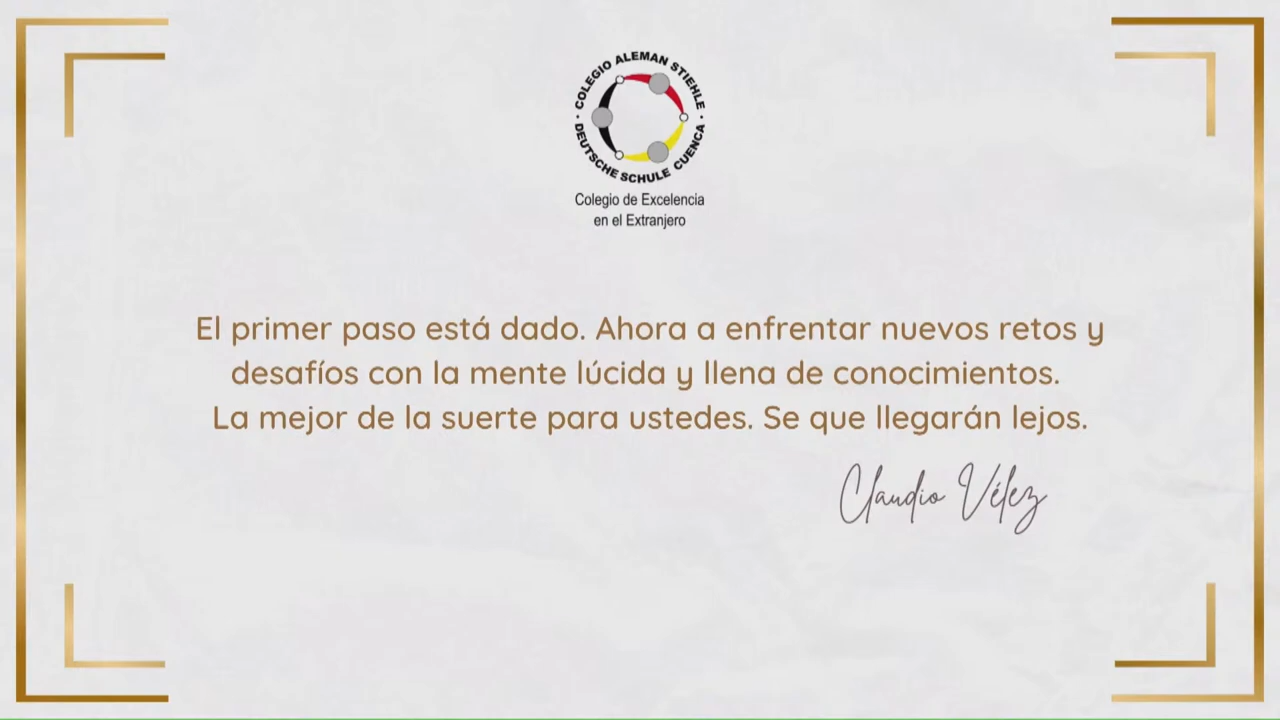 · COLEGIO ALEMAN STIEHLE ·
DEUTSCHE SCHULE CUENCA
Colegio de Excelencia
en el Extranjero
El primer paso está dado. Ahora a enfrentar nuevos retos y
desafíos con la mente lúcida y llena de conocimientos.
La mejor de la suerte para ustedes. Se que llegarán lejos.
Claudio Vélez